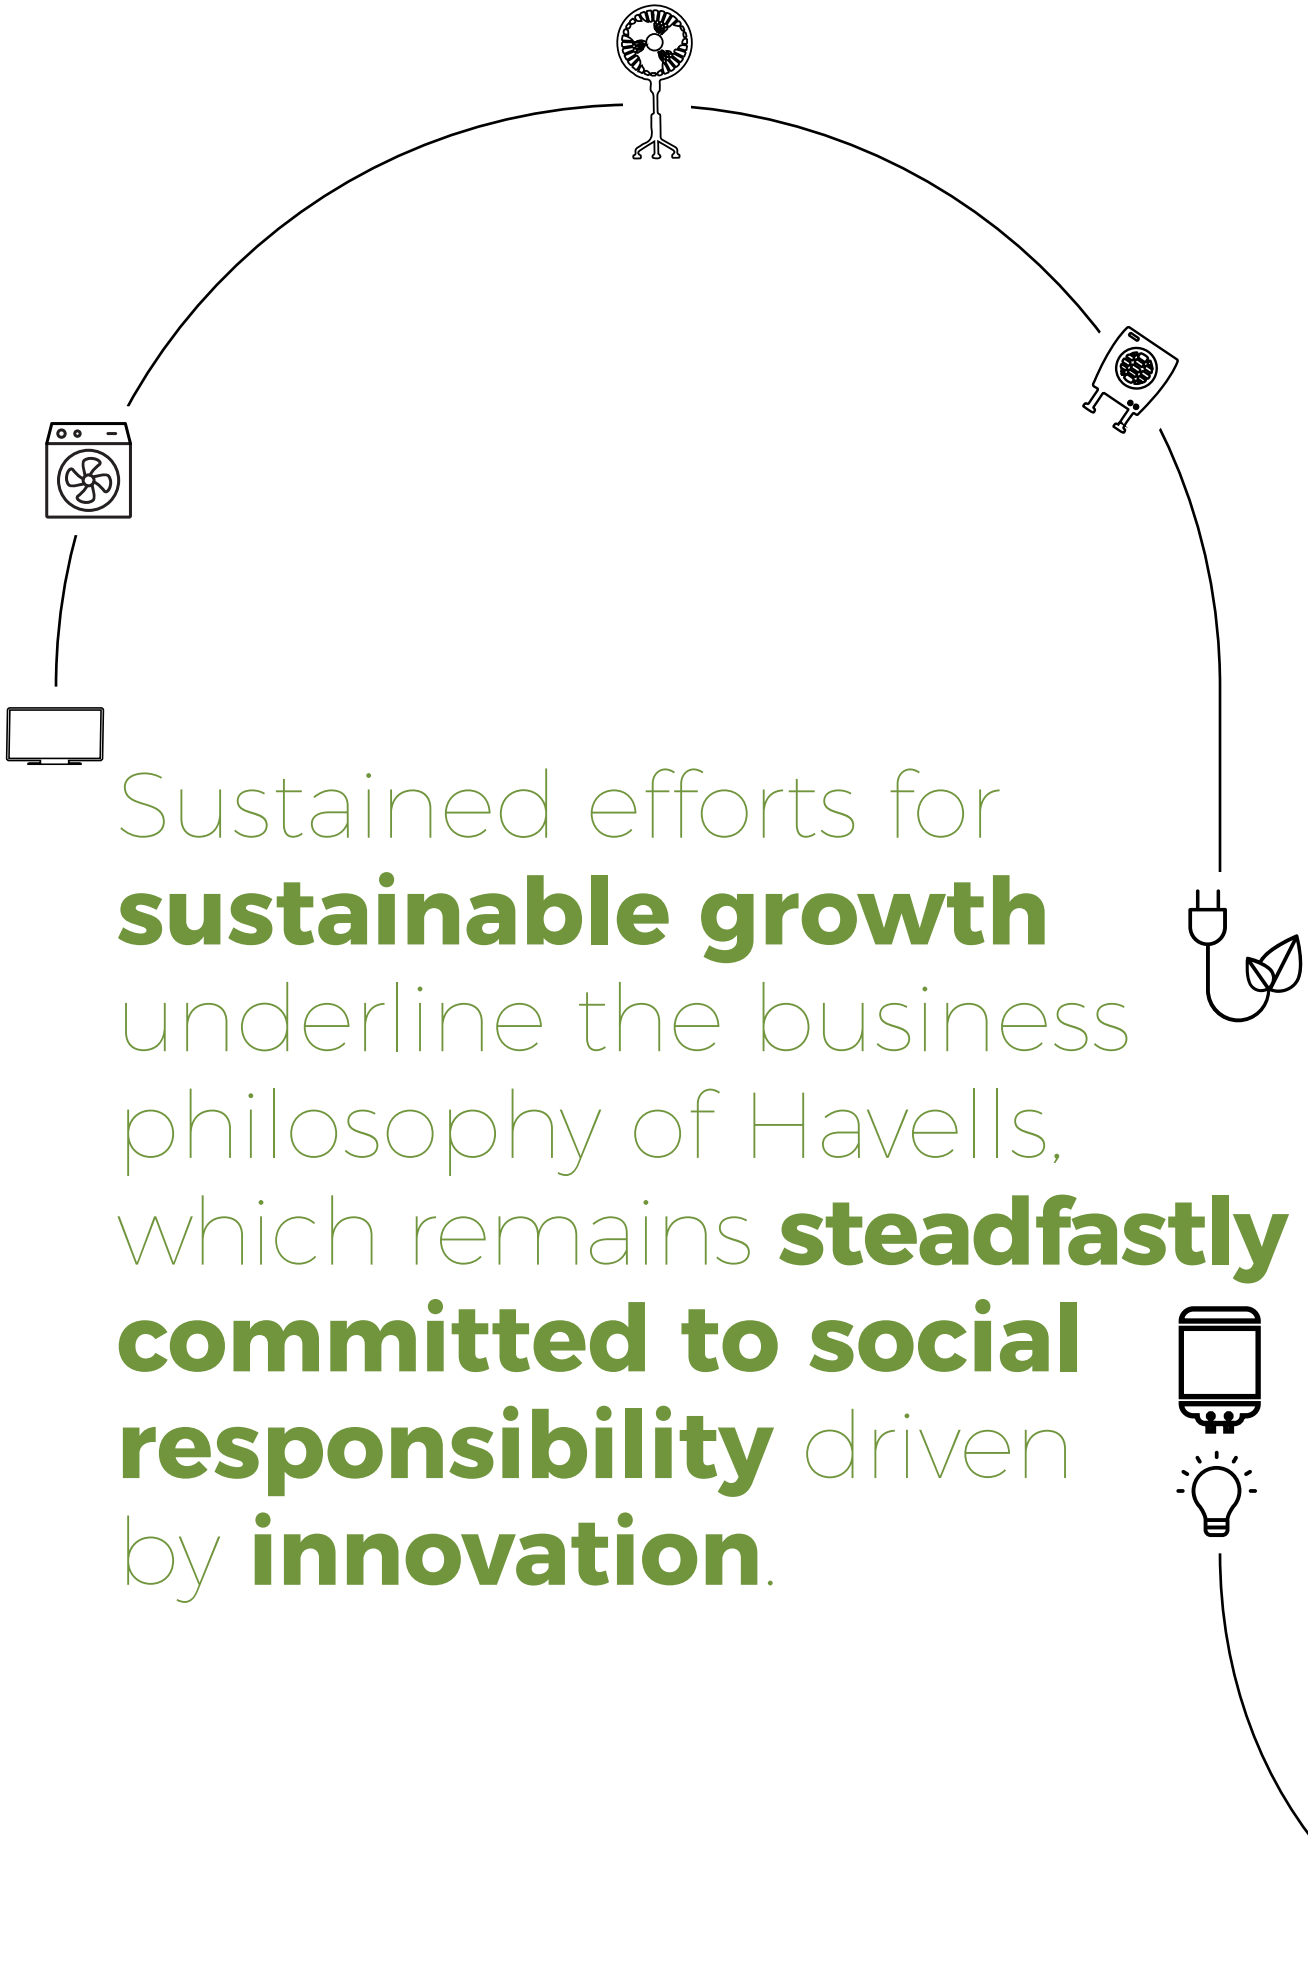 Sustained efforts for
sustainable growth
underline the business
philosophy of Havells,
which remains steadfastly
committed to social
responsibility driven
by innovation.